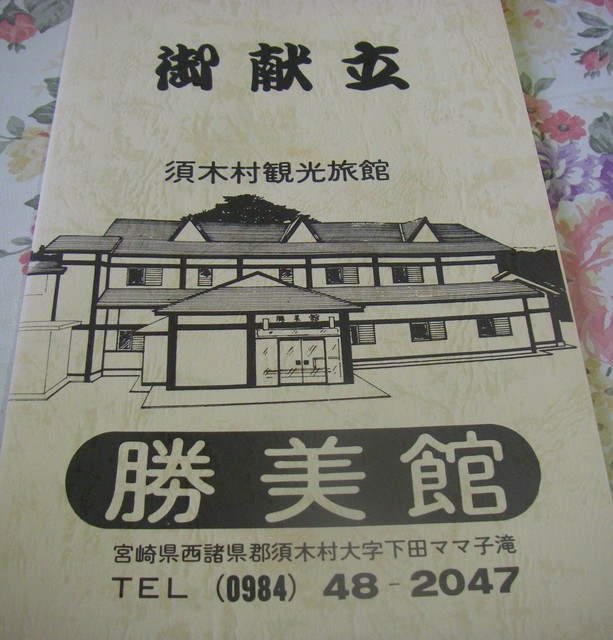 御献立
須木村観光旅館
勝美館
勝美館
宮崎県西諸県郡須木村大字下田ママ子滝
TEL (0984) 48-2047